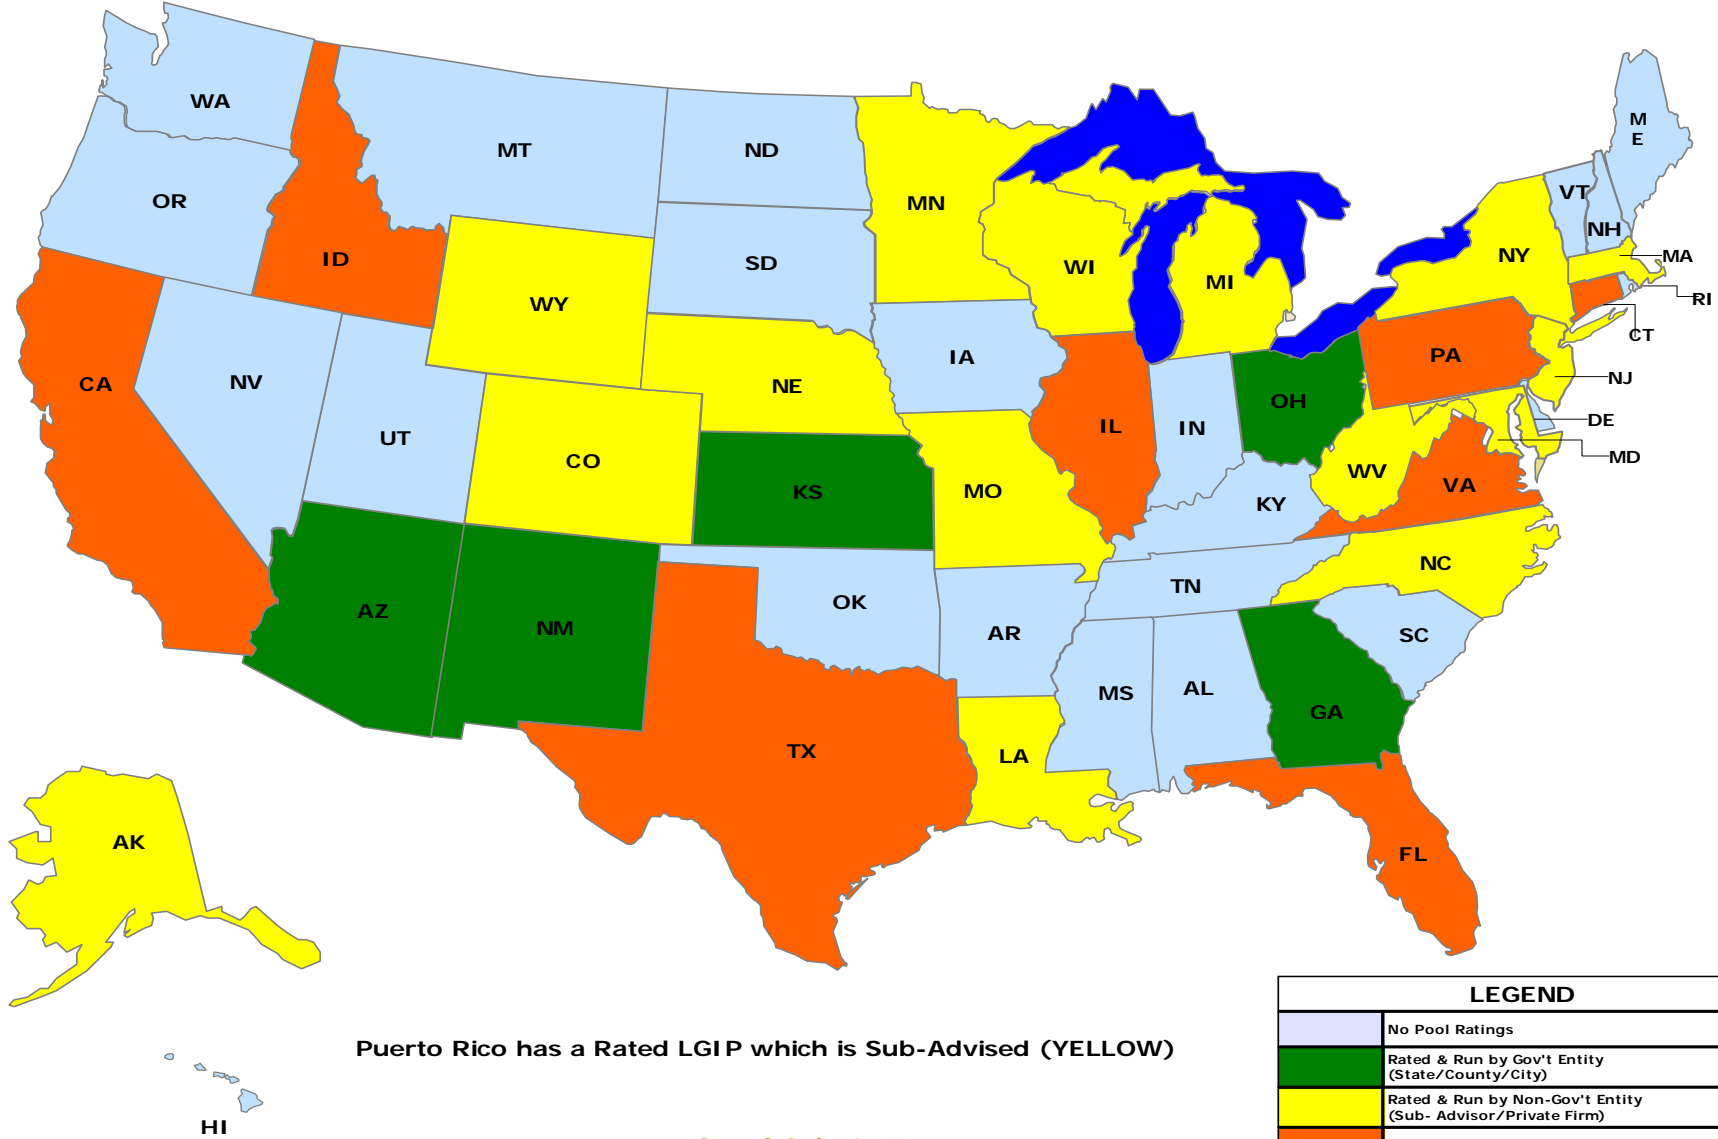 WA
MT
ND
M
E
VT
NH
OR
MN
ID
SD
WI
MI
NY
MA
RI
WY
CT
CA
NV
NE
IA
PA
NJ
UT
CO
IL
IN
OH
DE
MD
KS
MO
WV
VA
KY
NC
AZ
NM
OK
AR
TN
SC
MS
AL
GA
TX
LA
FL
AK
HI
Puerto Rico has a Rated LGIP which is Sub-Advised (YELLOW)
LEGEND
No Pool Ratings
Rated & Run by Gov't Entity
(State/County/City)
Rated & Run by Non-Gov't Entity
(Sub- Advisor/Private Firm)